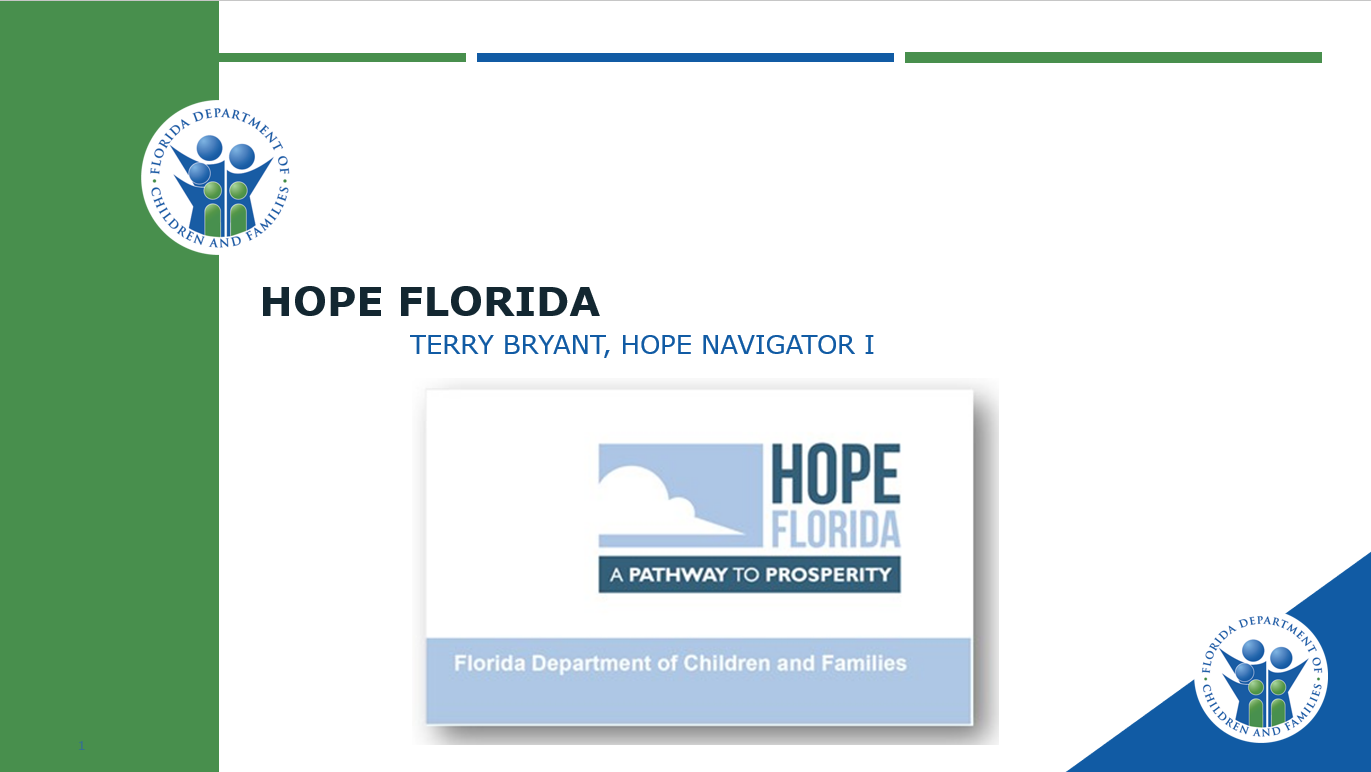 FLORIDA DEPARTMENT OF
CHILDREN AND FAMILIES
HOPE FLORIDA
TERRY BRYANT, HOPE NAVIGATOR I
HOPE
FLORIDA
A PATHWAY TO PROSPERITY
Florida Department of Children and Families
FLORIDA DEPARTMENT OF
CHILDREN AND FAMILIES
1